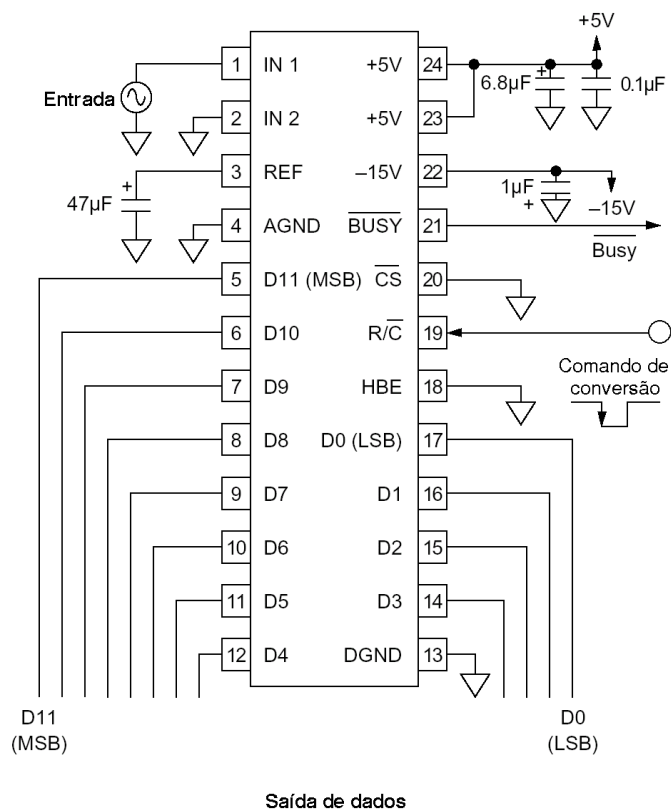 +5V
1 IN 1 +5V 24
6.8µF +
0.1µF
Entrada
2 IN 2 +5V 23
3 REF –15V 22
+
47µF
1µF
+
–15V
4 AGND BUSY 21
Busy
5 D11 (MSB) CS 20
6 D10 R/C 19
Comando de
conversão
7 D9 HBE 18
8 D8 D0 (LSB) 17
9 D7 D1 16
10 D6 D2 15
11 D5 D3 14
12 D4 DGND 13
D11
(MSB)
D0
(LSB)
Saída de dados